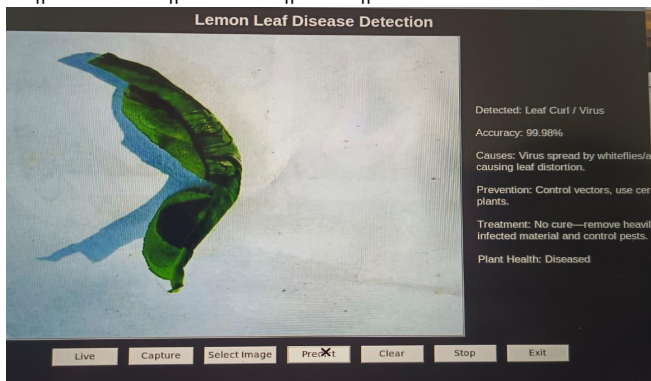 Lemon Leaf Disease Detection
Detected: Leaf Curl / Virus
Accuracy: 99.98%
Causes: Virus spread by whiteflies/a
causing leaf distortion.
Prevention: Control vectors, use cer
plants.
Treatment: No cure—remove heavil
infected material and control pests.
Plant Health: Diseased
Live Capture Select Image Predict Clear Stop Exit